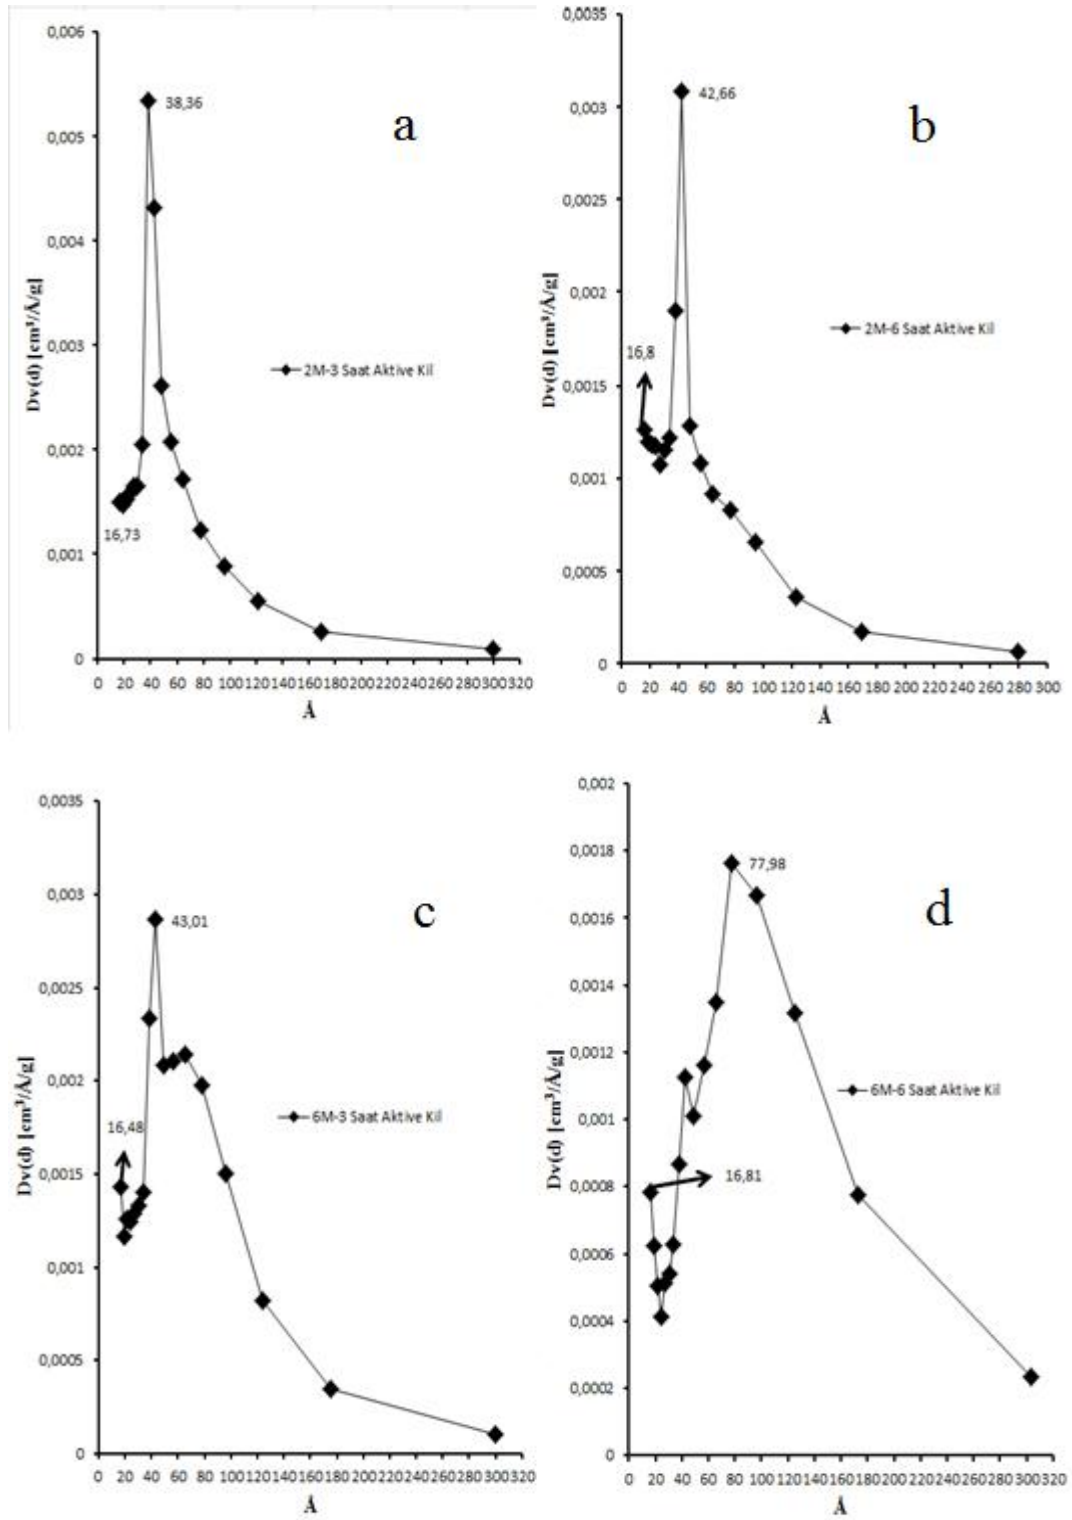 a
0,006
0,005
0,004
0,003
0,002
0,001
0
Dv(d) [cm³/Å/g]
38,36
16,73
2M-3 Saat Aktive Kil
0 20 40 60 80 100 120 140 160 180 200 220 240 260 280 300 320
Å
b
0,0035
0,003
0,0025
0,002
0,0015
0,001
0,0005
0
Dv(d) [cm³/Å/g]
42,66
16,8
2M-6 Saat Aktive Kil
0 20 40 60 80 100 120 140 160 180 200 220 240 260 280 300
Å
c
0,0035
0,003
0,0025
0,002
0,0015
0,001
0,0005
0
Dv(d) [cm³/Å/g]
43,01
16,48
6M-3 Saat Aktive Kil
0 20 40 60 80 100 120 140 160 180 200 220 240 260 280 300 320
Å
d
0,002
0,0018
0,0016
0,0014
0,0012
0,001
0,0008
0,0006
0,0004
0,0002
0
Dv(d) [cm³/Å/g]
77,98
16,81
6M-6 Saat Aktive Kil
0 20 40 60 80 100 120 140 160 180 200 220 240 260 280 300 320
Å